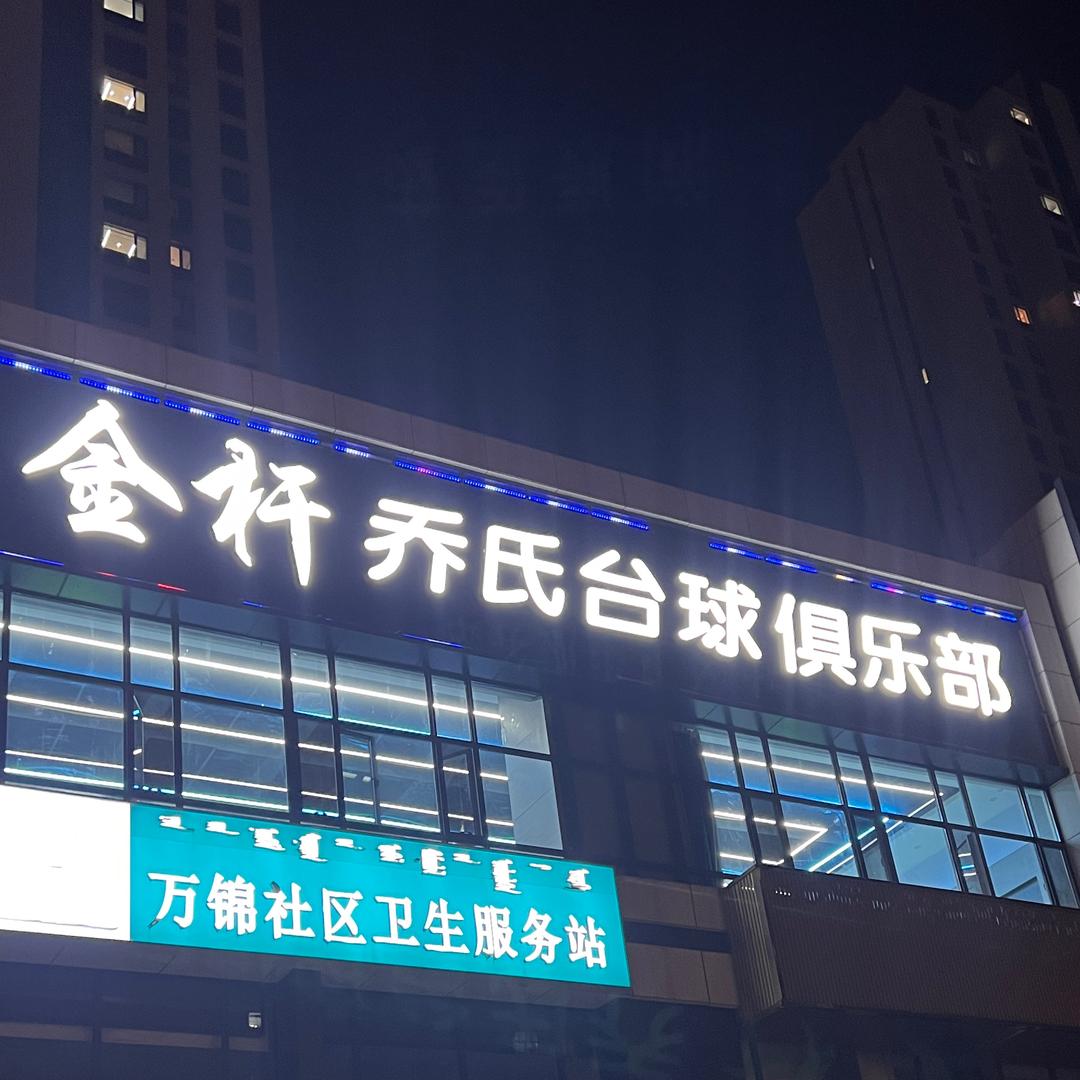 金杆 乔氏台球俱乐部
万锦社区卫生服务站